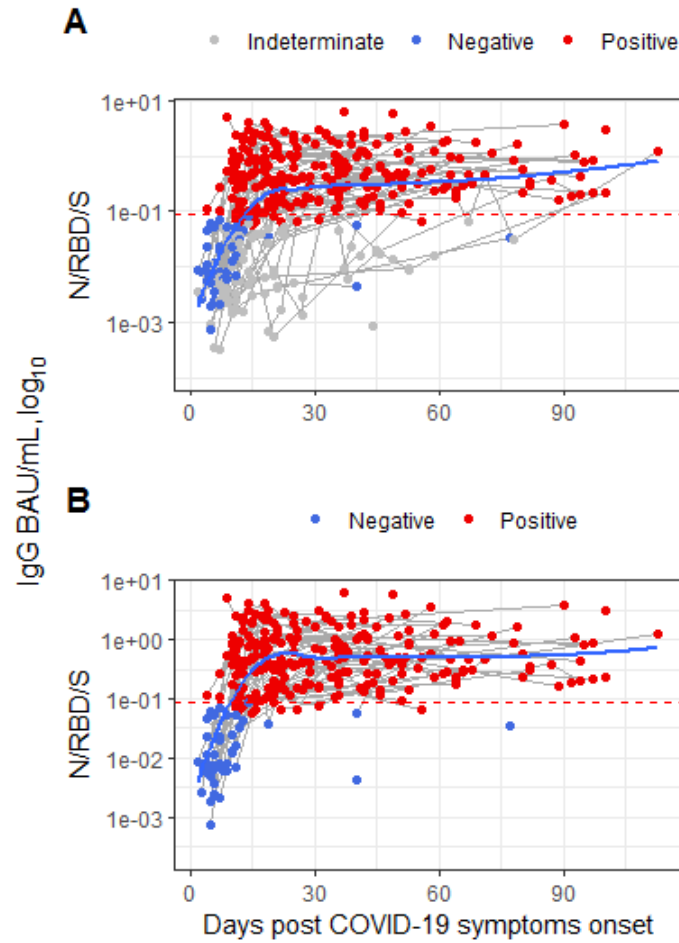 A
Indeterminate Negative Positive
1e+01
1e-01
1e-03
N/RBD/S
0 30 60 90
IgG BAU/mL, log10
B
Negative Positive
1e+01
1e+00
1e-01
1e-02
1e-03
N/RBD/S
0 30 60 90
Days post COVID-19 symptoms onset